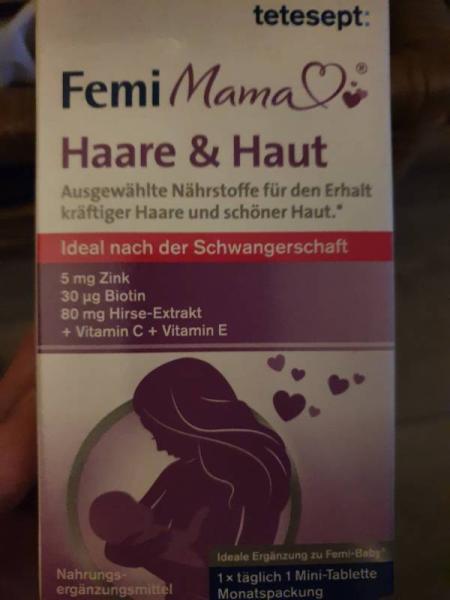 tetesept:
Femi Mama®
Haare & Haut
Ausgewählte Nährstoffe für den Erhalt
kräftiger Haare und schöner Haut.*
Ideal nach der Schwangerschaft
5 mg Zink
30 µg Biotin
80 mg Hirse-Extrakt
+ Vitamin C + Vitamin E
Ideale Ergänzung zu Femi-Baby®
Nahrungs-
ergänzungsmittel
1 x täglich 1 Mini-Tablette
Monatspackung